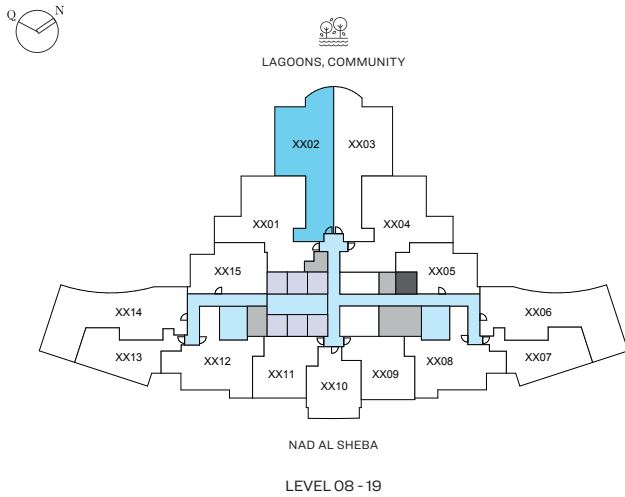 Q N
LAGOONS, COMMUNITY
XX02 XX03
XX01 XX04
XX15 XX05
XX14 XX06
XX13 XX12 XX08 XX07
XX11 XX10 XX09
NAD AL SHEBA
LEVEL 08 - 19